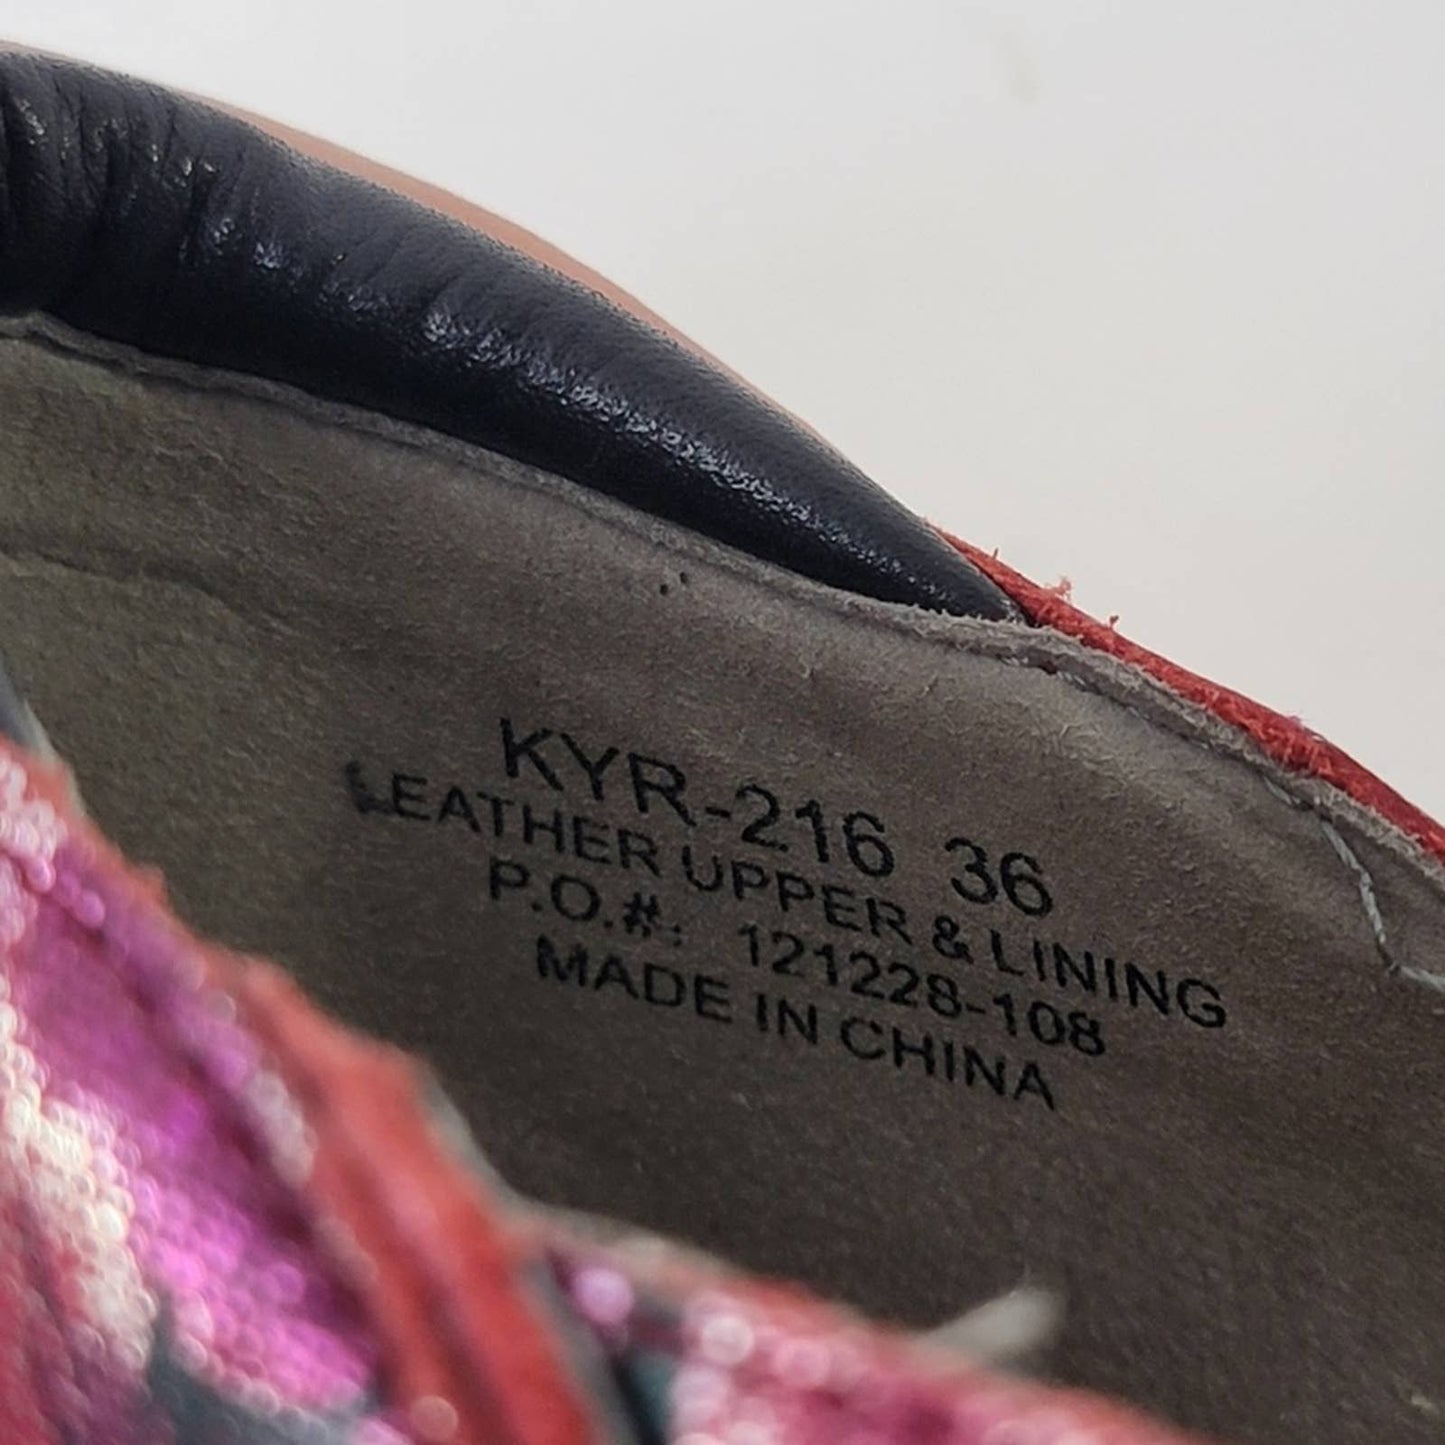 KYR-216 36
LEATHER UPPER & LINING
P.O.#: 121228-108
MADE IN CHINA